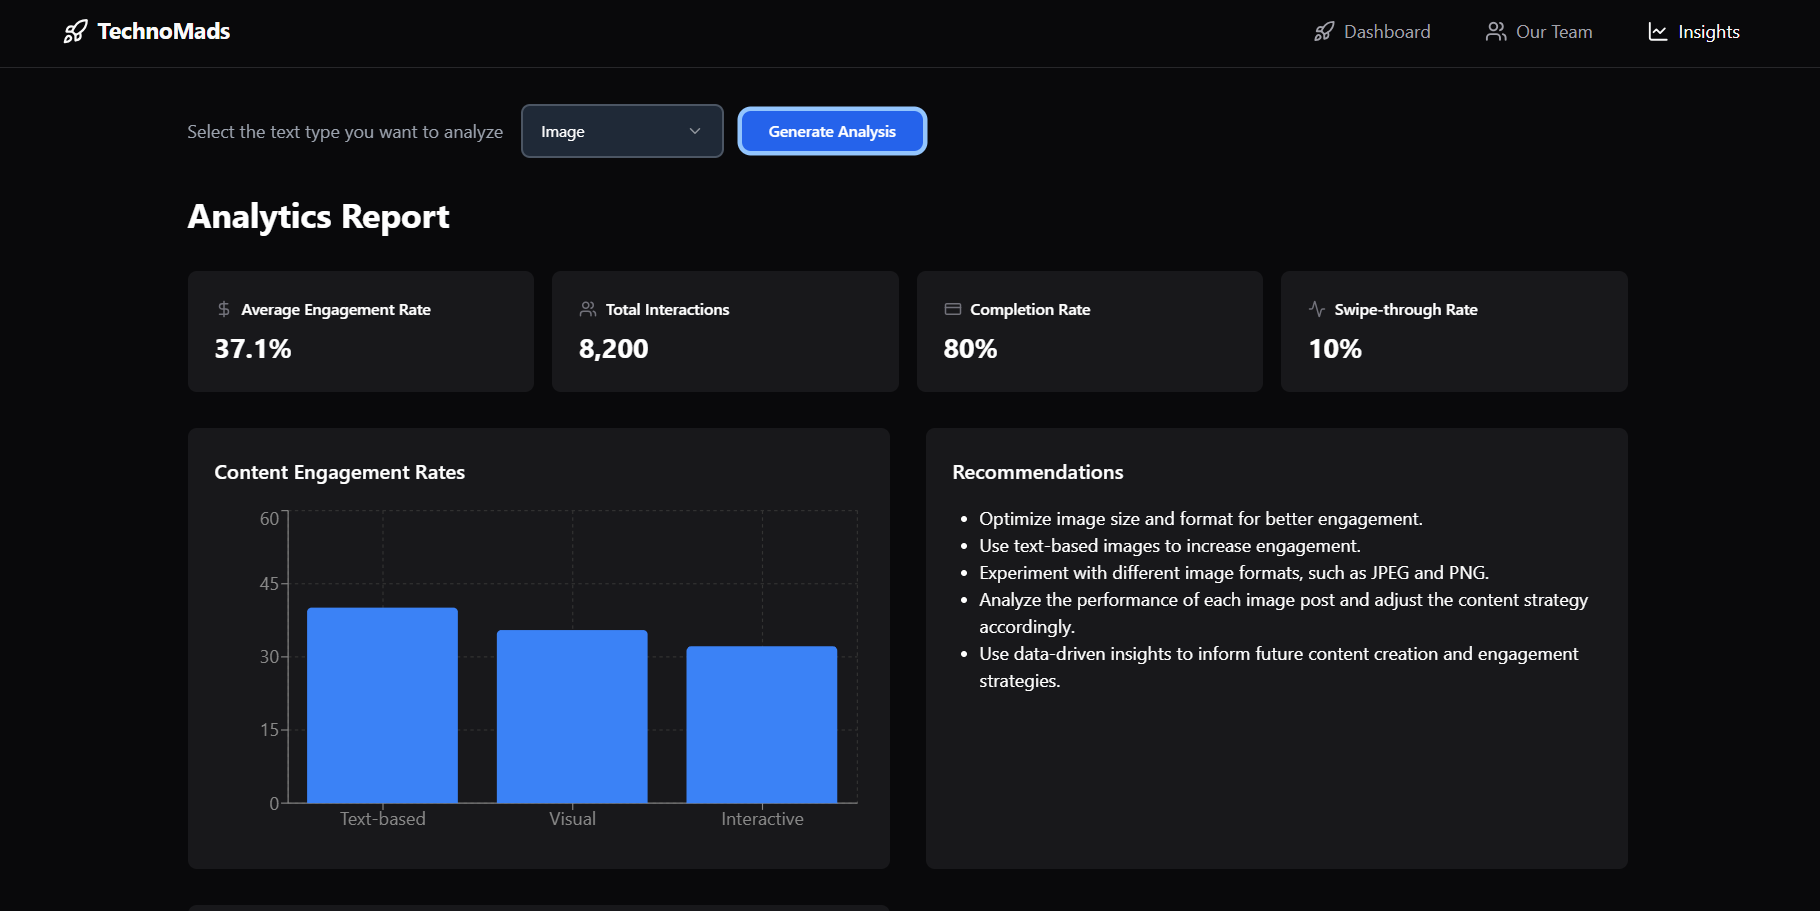 TechnoMads
Dashboard
Our Team
Insights
Select the text type you want to analyze
Image
Generate Analysis
Analytics Report
Average Engagement Rate
37.1%
Total Interactions
8,200
Completion Rate
80%
Swipe-through Rate
10%
Content Engagement Rates
60
45
30
15
0
Text-based
Visual
Interactive
Recommendations
• Optimize image size and format for better engagement.
• Use text-based images to increase engagement.
• Experiment with different image formats, such as JPEG and PNG.
• Analyze the performance of each image post and adjust the content strategy
accordingly.
• Use data-driven insights to inform future content creation and engagement
strategies.